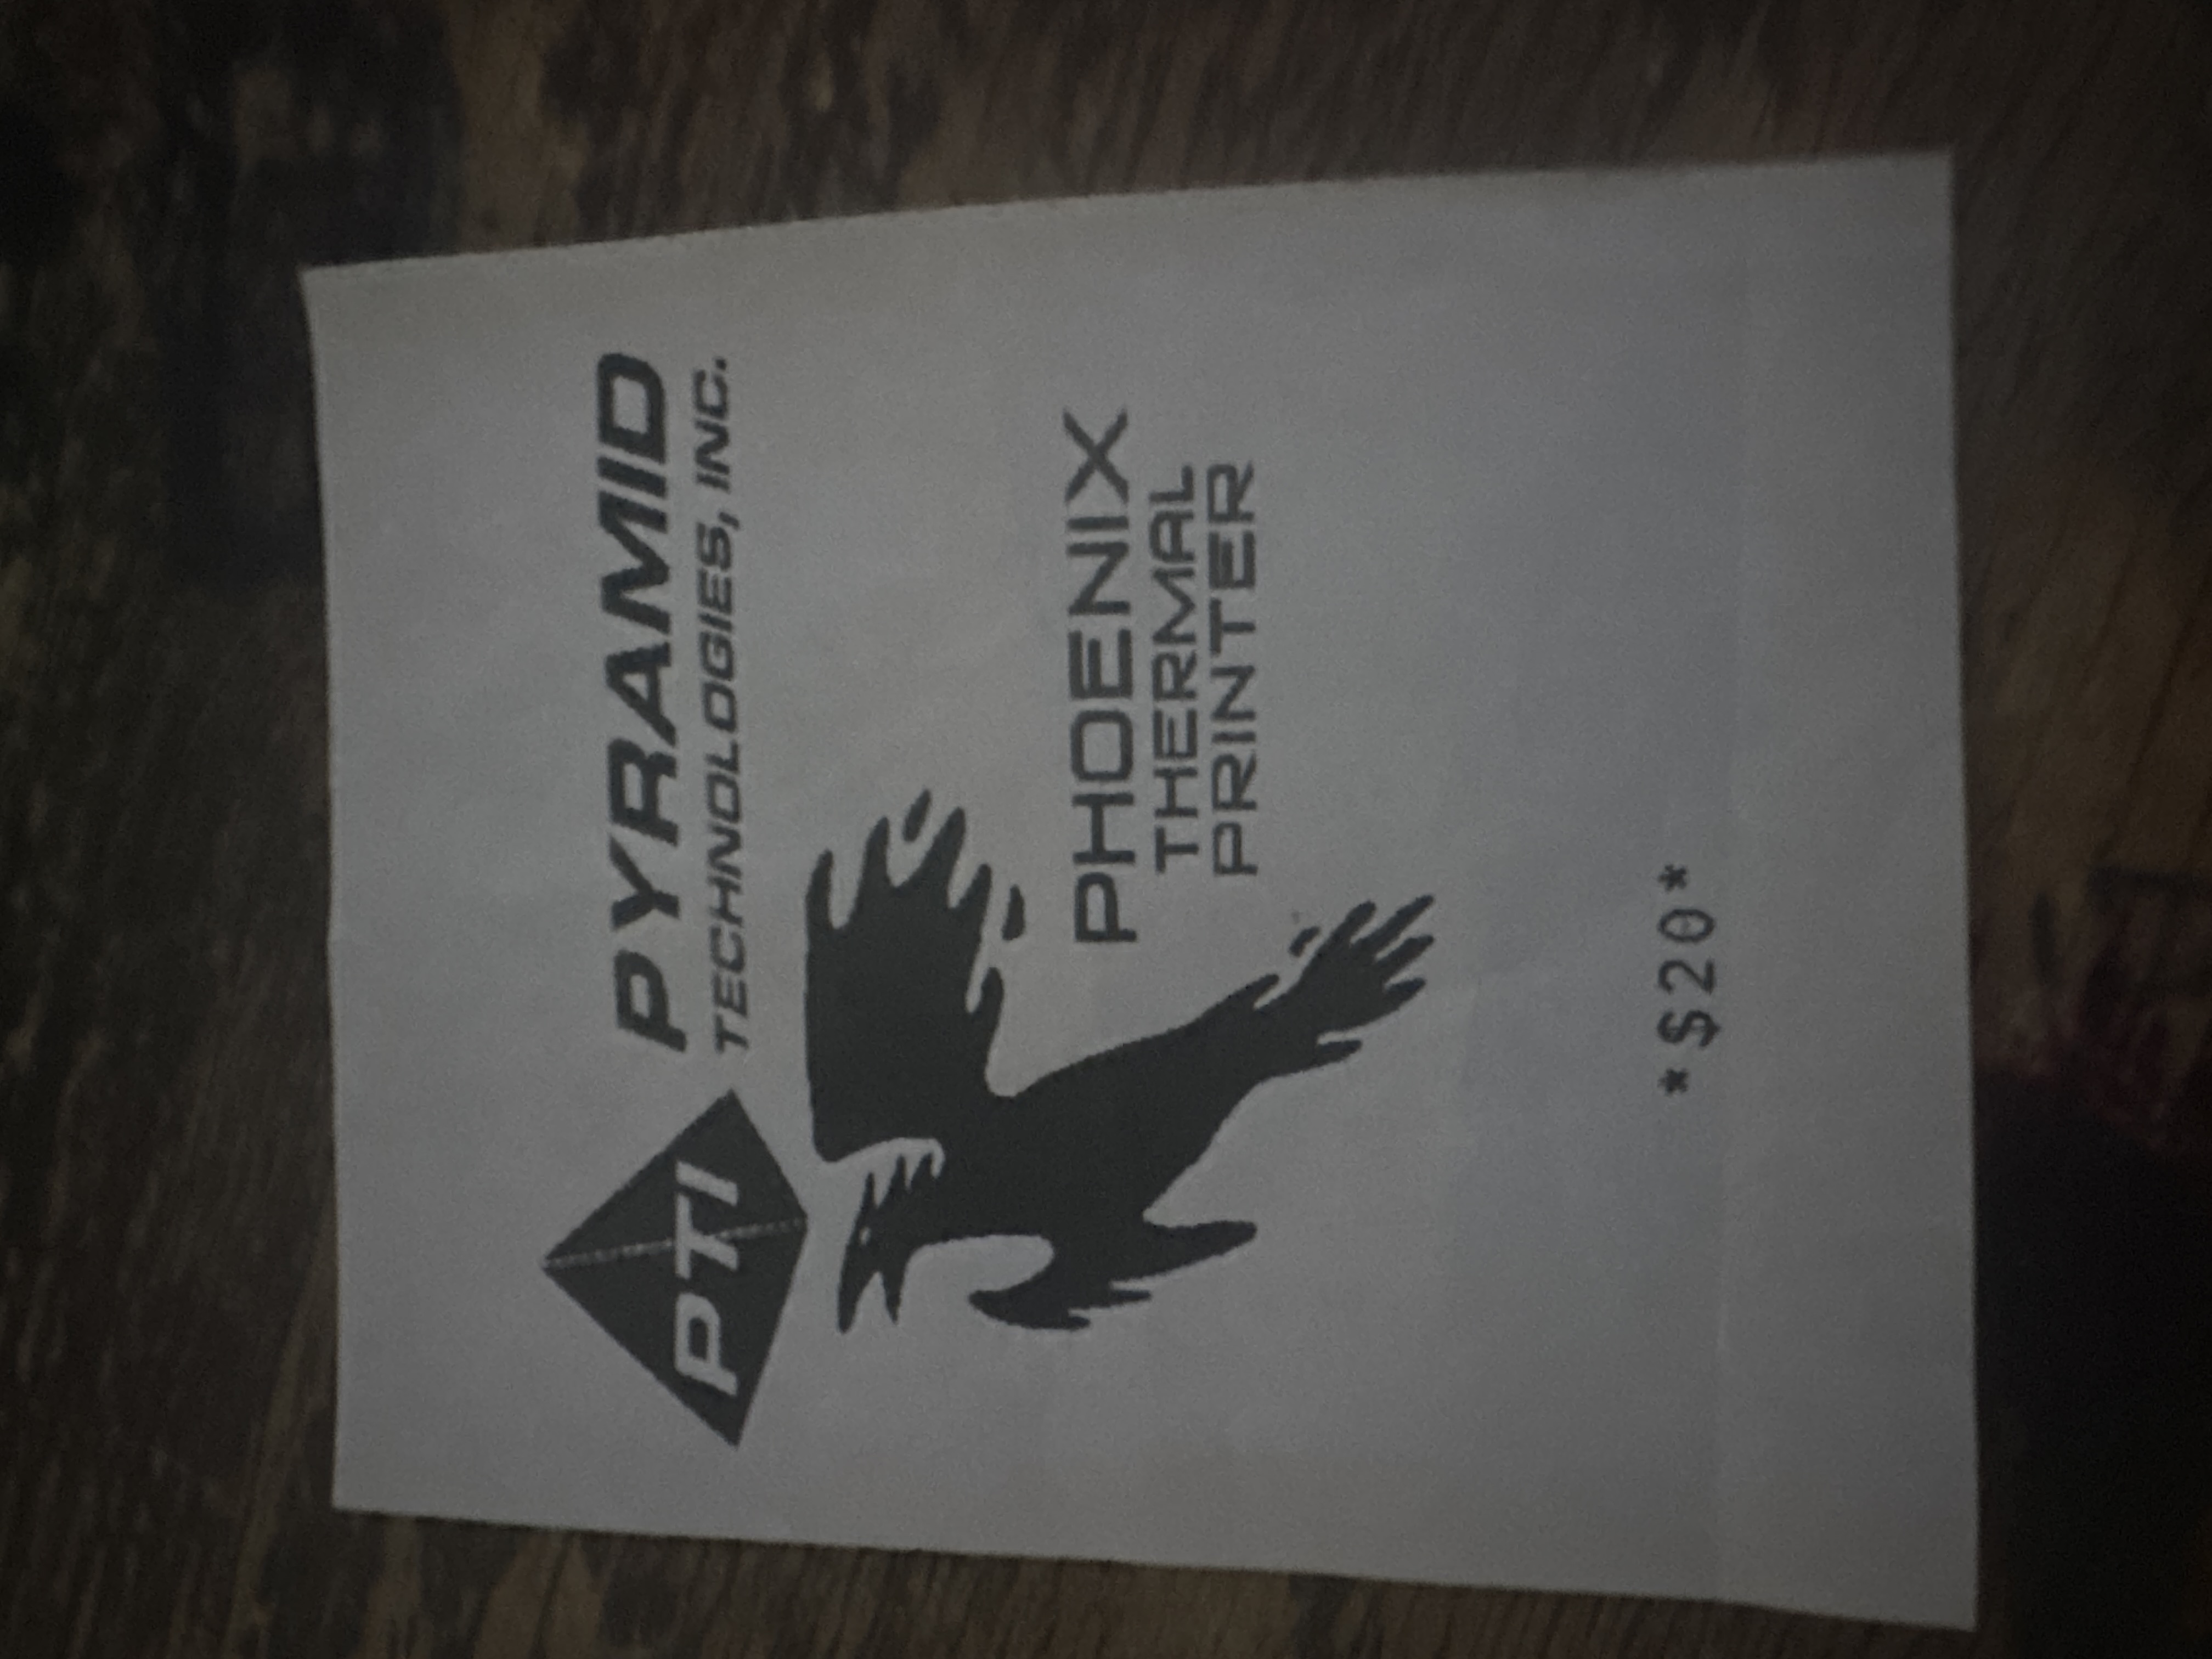 PTI
PYRAMID
TECHNOLOGIES, INC.
PHOENIX
THERMAL
PRINTER
*$20*